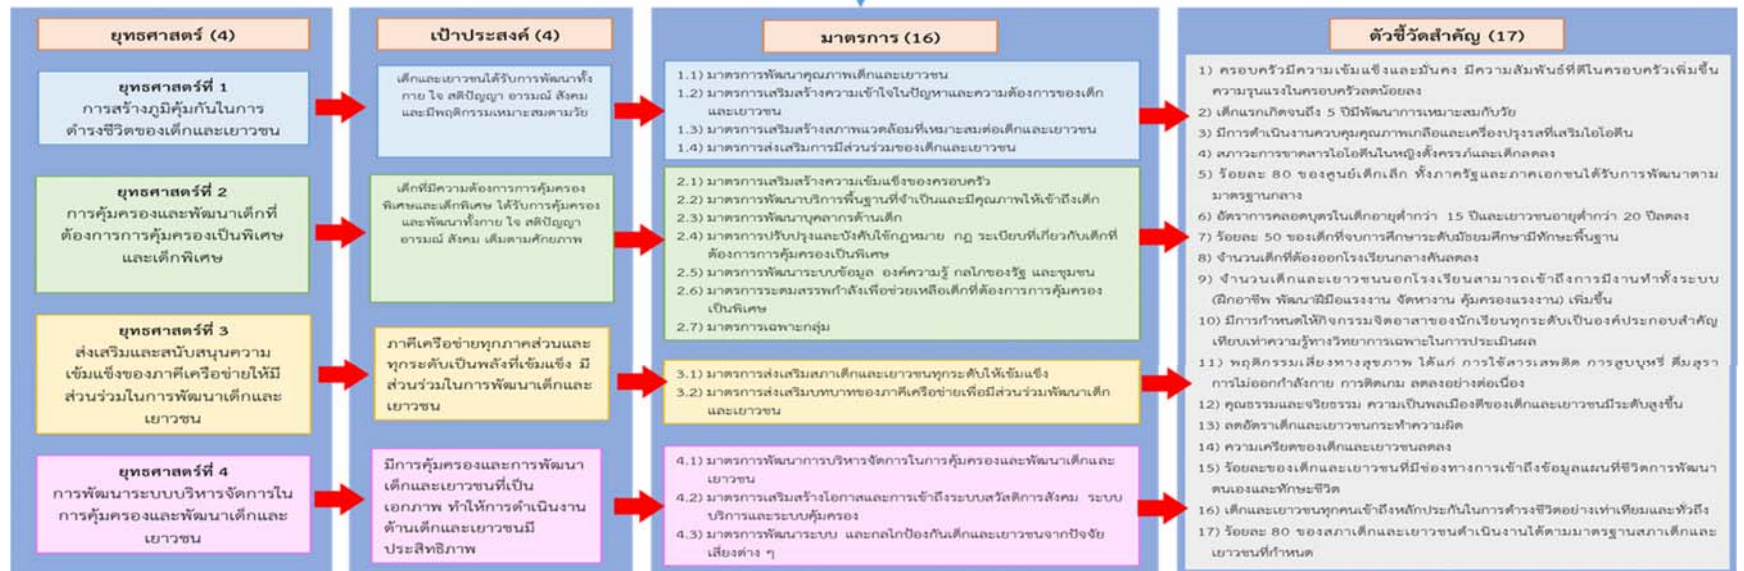 ยุทธศาสตร์ (4)
ยุทธศาสตร์ที่ 1
การสร้างภูมิคุ้มกันในการ
ดำรงชีวิตของเด็กและเยาวชน
ยุทธศาสตร์ที่ 2
การคุ้มครองและพัฒนาเด็กที่
ต้องการการคุ้มครองเป็นพิเศษ
และเด็กพิเศษ
ยุทธศาสตร์ที่ 3
ส่งเสริมและสนับสนุนความ
เข้มแข็งของภาคีเครือข่ายให้มี
ส่วนร่วมในการพัฒนาเด็กและ
เยาวชน
ยุทธศาสตร์ที่ 4
การพัฒนาระบบบริหารจัดการใน
การคุ้มครองและพัฒนาเด็กและ
เยาวชน
เป้าประสงค์ (4)
เด็กและเยาวชนได้รับการพัฒนาทั้ง
กาย ใจ สติปัญญา อารมณ์ สังคม
และมีพฤติกรรมเหมาะสมตามวัย
เด็กที่มีความต้องการการคุ้มครอง
พิเศษและเด็กพิเศษ ได้รับการคุ้มครอง
และพัฒนาทั้งกาย ใจ สติปัญญา
อารมณ์ สังคม เต็มตามศักยภาพ
ภาคีเครือข่ายทุกภาคส่วนและ
ทุกระดับเป็นพลังที่เข้มแข็ง มี
ส่วนร่วมในการพัฒนาเด็กและ
เยาวชน
มีการคุ้มครองและการพัฒนา
เด็กและเยาวชนที่เป็น
เอกภาพ ทำให้การดำเนินงาน
ด้านเด็กและเยาวชนมี
ประสิทธิภาพ
มาตรการ (16)
1.1) มาตรการพัฒนาคุณภาพเด็กและเยาวชน
1.2) มาตรการเสริมสร้างความเข้าใจในปัญหาและความต้องการของเด็ก
และเยาวชน
1.3) มาตรการเสริมสร้างสภาพแวดล้อมที่เหมาะสมต่อเด็กและเยาวชน
1.4) มาตรการส่งเสริมการมีส่วนร่วมของเด็กและเยาวชน
2.1) มาตรการเสริมสร้างความเข้มแข็งของครอบครัว
2.2) มาตรการพัฒนาบริการพื้นฐานที่จำเป็นและมีคุณภาพให้เข้าถึงเด็ก
2.3) มาตรการพัฒนาบุคลากรด้านเด็ก
2.4) มาตรการปรับปรุงและบังคับใช้กฎหมาย กฎ ระเบียบที่เกี่ยวกับเด็กที่
ต้องการการคุ้มครองเป็นพิเศษ
2.5) มาตรการพัฒนาระบบข้อมูล องค์ความรู้ กลไกของรัฐ และชุมชน
2.6) มาตรการระดมสรรพกำลังเพื่อช่วยเหลือเด็กที่ต้องการการคุ้มครอง
เป็นพิเศษ
2.7) มาตรการเฉพาะกลุ่ม
3.1) มาตรการส่งเสริมสภาเด็กและเยาวชนทุกระดับให้เข้มแข็ง
3.2) มาตรการส่งเสริมบทบาทของภาคีเครือข่ายเพื่อมีส่วนร่วมพัฒนาเด็ก
และเยาวชน
4.1) มาตรการพัฒนาการบริหารจัดการในการคุ้มครองและพัฒนาเด็กและ
เยาวชน
4.2) มาตรการเสริมสร้างโอกาสและการเข้าถึงระบบสวัสดิการสังคม ระบบ
บริการและระบบคุ้มครอง
4.3) มาตรการพัฒนาระบบ และกลไกป้องกันเด็กและเยาวชนจากปัจจัย
เสี่ยงต่าง ๆ
ตัวชี้วัดสำคัญ (17)
1) ครอบครัวมีความเข้มแข็งและมั่นคง มีความสัมพันธ์ที่ดีในครอบครัวเพิ่มขึ้น
ความรุนแรงในครอบครัวลดน้อยลง
2) เด็กแรกเกิดจนถึง 5 ปีมีพัฒนาการเหมาะสมกับวัย
3) มีการดำเนินงานควบคุมคุณภาพเกลือและเครื่องปรุงรสที่เสริมไอโอดีน
4) สภาวะการขาดสารไอโอดีนในหญิงตั้งครรภ์และเด็กลดลง
5) ร้อยละ 80 ของศูนย์เด็กเล็ก ทั้งภาครัฐและภาคเอกชนได้รับการพัฒนาตาม
มาตรฐานกลาง
6) อัตราการคลอดบุตรในเด็กอายุต่ำกว่า 15 ปีและเยาวชนอายุต่ำกว่า 20 ปีลดลง
7) ร้อยละ 50 ของเด็กที่จบการศึกษาระดับมัธยมศึกษามีทักษะพื้นฐาน
8) จำนวนเด็กที่ต้องออกโรงเรียนกลางคันลดลง
9) จำนวนเด็กและเยาวชนนอกโรงเรียนสามารถเข้าถึงการมีงานทำทั้งระบบ
(ฝึกอาชีพ พัฒนาฝีมือแรงงาน จัดหางาน คุ้มครองแรงงาน) เพิ่มขึ้น
10) มีการกำหนดให้กิจกรรมจิตอาสาของนักเรียนทุกระดับเป็นองค์ประกอบสำคัญ
เทียบเท่าความรู้ทางวิทยาการเฉพาะในการประเมินผล
11) พฤติกรรมเสี่ยงทางสุขภาพ ได้แก่ การใช้สารเสพติด การสูบบุหรี่ ดื่มสุรา
การไม่ออกกำลังกาย การติดเกม ลดลงอย่างต่อเนื่อง
12) คุณธรรมและจริยธรรม ความเป็นพลเมืองดีของเด็กและเยาวชนมีระดับสูงขึ้น
13) ลดอัตราเด็กและเยาวชนกระทำความผิด
14) ความเครียดของเด็กและเยาวชนลดลง
15) ร้อยละของเด็กและเยาวชนที่มีช่องทางการเข้าถึงข้อมูลแผนที่ชีวิตการพัฒนา
ตนเองและทักษะชีวิต
16) เด็กและเยาวชนทุกคนเข้าถึงหลักประกันในการดำรงชีวิตอย่างเท่าเทียมและทั่วถึง
17) ร้อยละ 80 ของสภาเด็กและเยาวชนดำเนินงานได้ตามมาตรฐานสภาเด็กและ
เยาวชนที่กำหนด